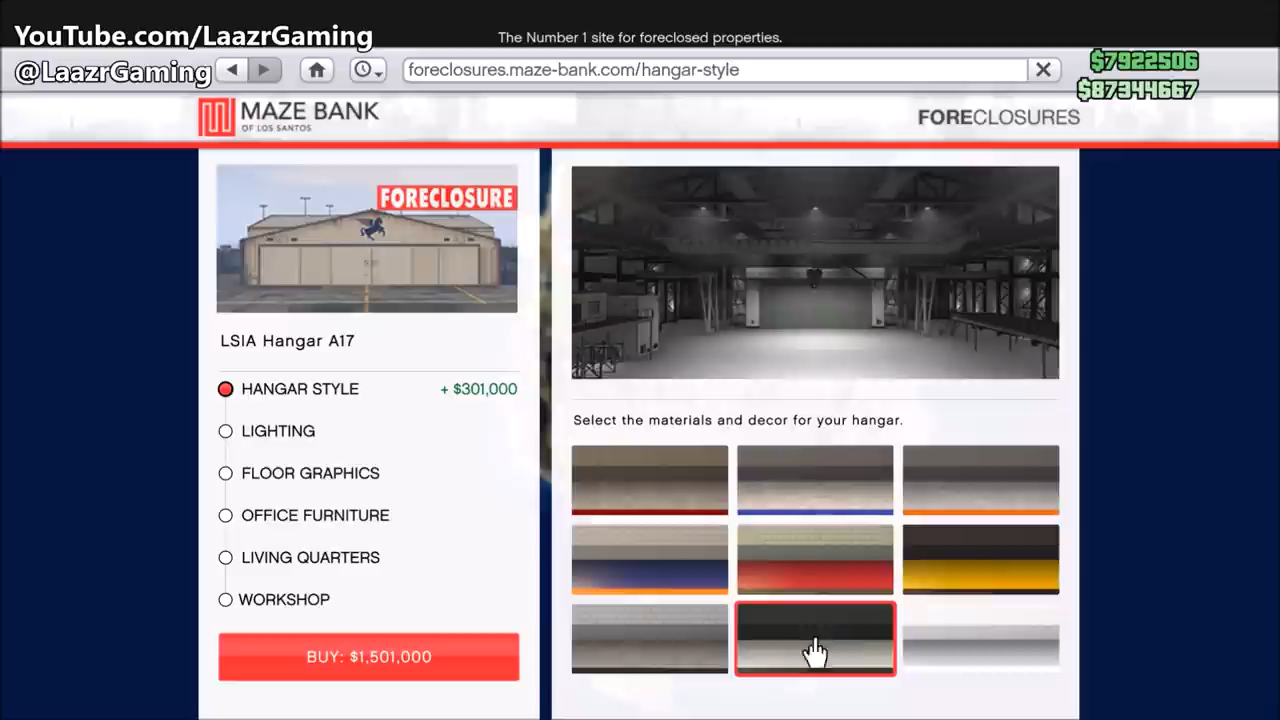 YouTube.com/LaazrGaming
The Number 1 site for foreclosed properties.
@LaazrGaming
foreclosures.maze-bank.com/hangar-style
$7922506
$87344667
MAZE BANK
OF LOS SANTOS
FORECLOSURES
FORECLOSURE
LSIA Hangar A17
HANGAR STYLE + $301,000
LIGHTING
FLOOR GRAPHICS
OFFICE FURNITURE
LIVING QUARTERS
WORKSHOP
BUY: $1,501,000
Select the materials and decor for your hangar.